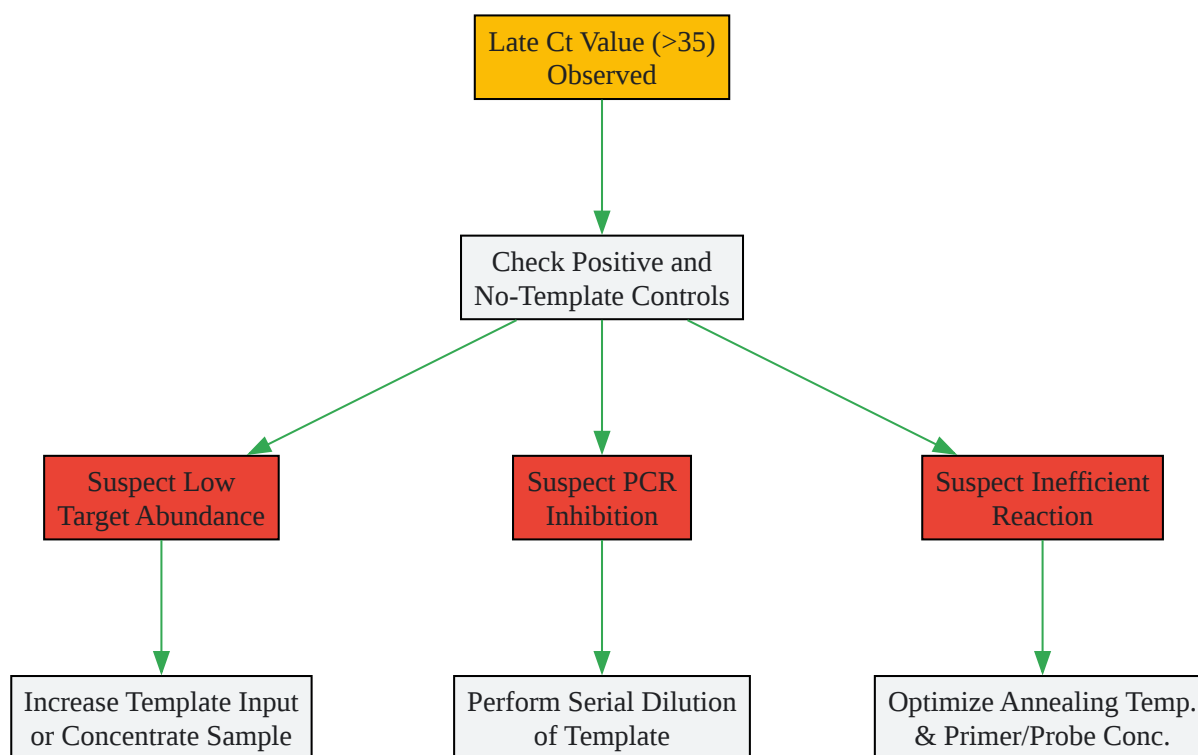 Late Ct Value (>35)
Observed
Check Positive and
No-Template Controls
Suspect Low
Target Abundance
Suspect PCR
Inhibition
Suspect Inefficient
Reaction
Increase Template Input
or Concentrate Sample
Perform Serial Dilution
of Template
Optimize Annealing Temp.
& Primer/Probe Conc.